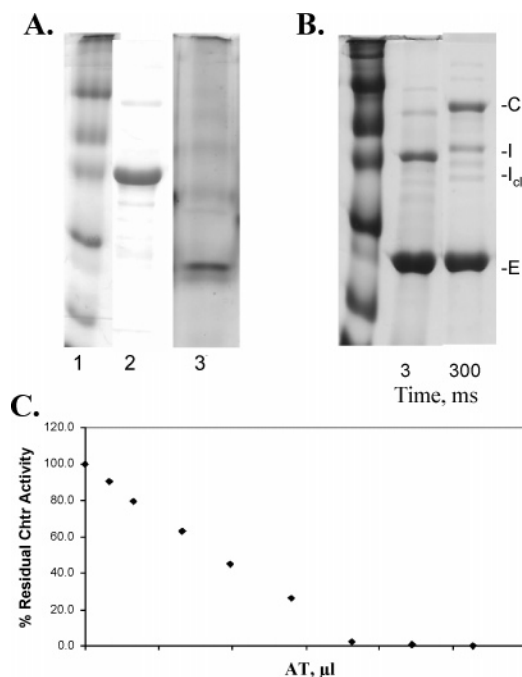 A.
B.
-C
-I
-Icl
-E
1 2 3
3 300
Time, ms
C.
% Residual Chtr Activity
120.0
100.0
80.0
60.0
40.0
20.0
0.0
AT, µl